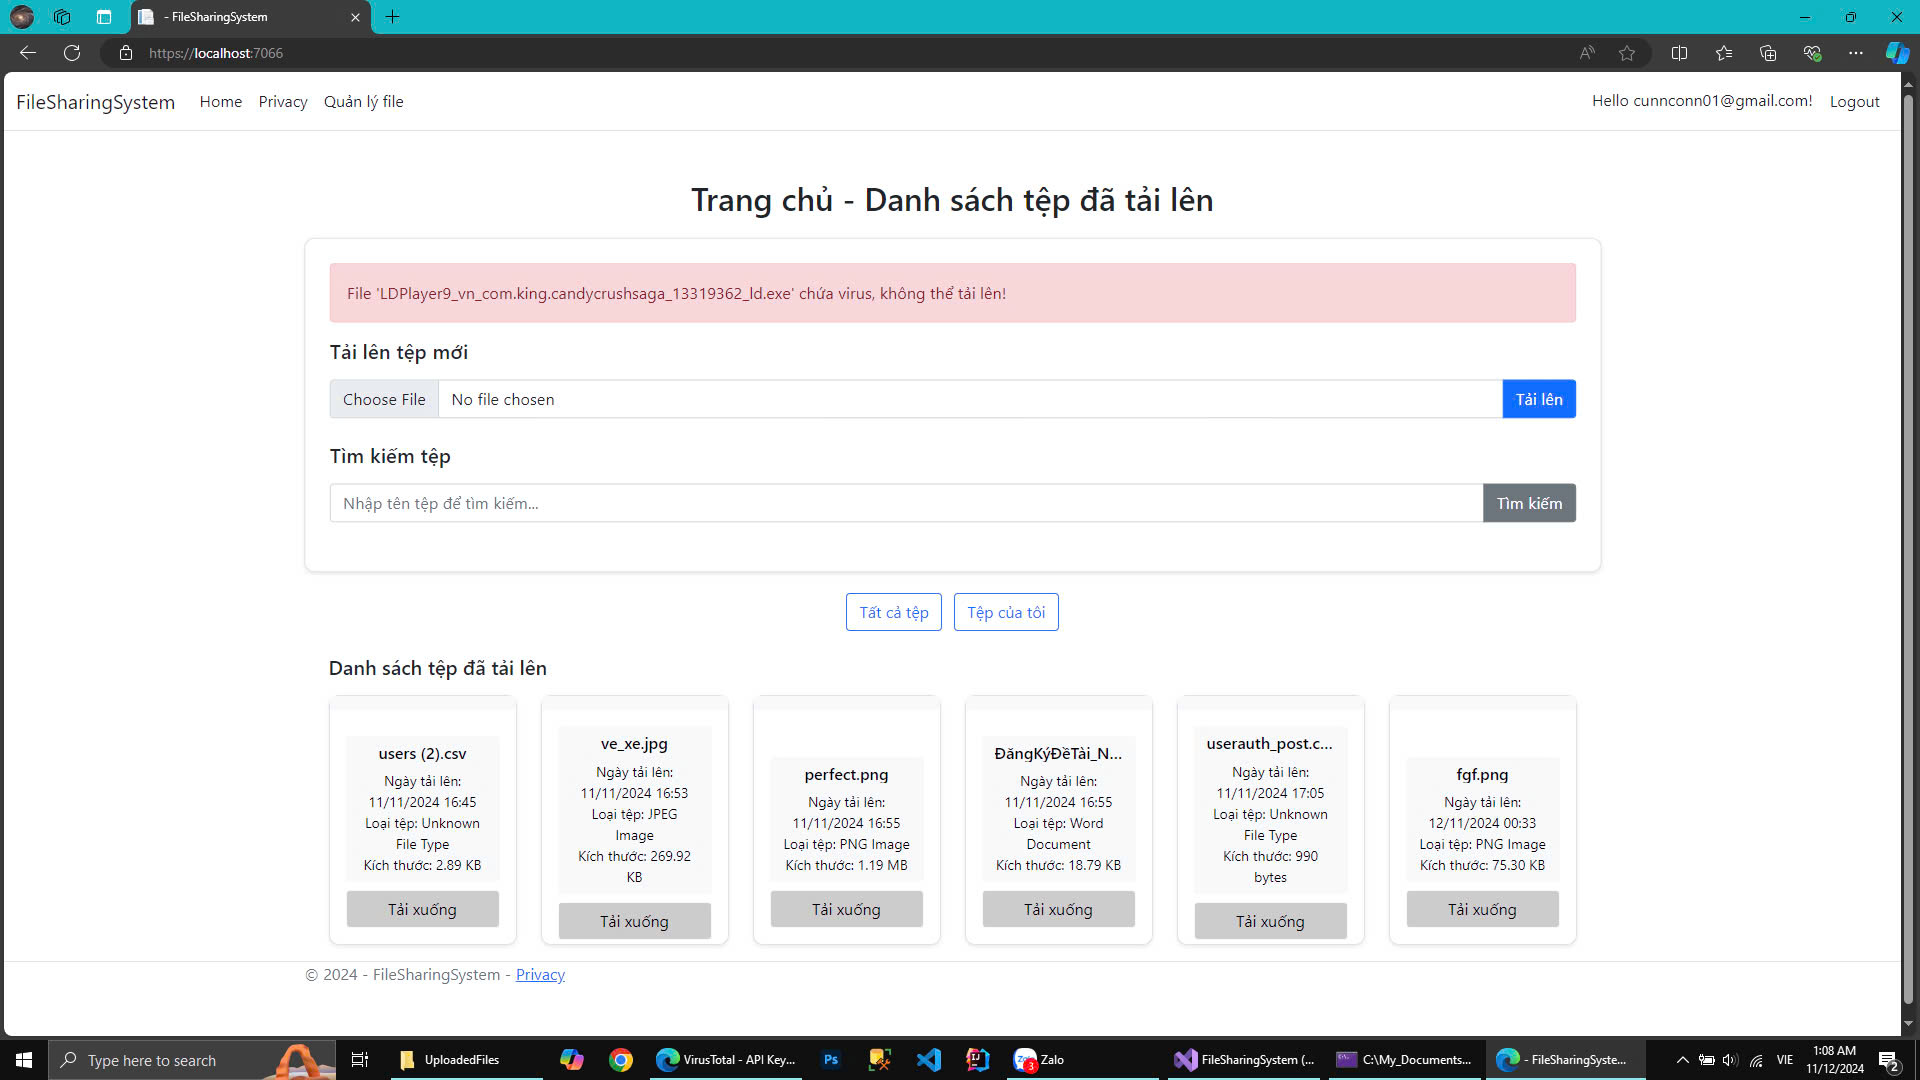 - FileSharingSystem
https://localhost:7066
FileSharingSystem Home Privacy Quản lý file Hello cunnconn01@gmail.com! Logout
Trang chủ - Danh sách tệp đã tải lên
File 'LDPlayer9_vn_com.king.candycrushsaga_13319362_ld.exe' chứa virus, không thể tải lên!
Tải lên tệp mới
Choose File No file chosen Tải lên
Tìm kiếm tệp
Nhập tên tệp để tìm kiếm... Tìm kiếm
Tất cả tệp Tệp của tôi
Danh sách tệp đã tải lên
users (2).csv
Ngày tải lên:
11/11/2024 16:45
Loại tệp: Unknown
File Type
Kích thước: 2.89 KB
Tải xuống
ve_xe.jpg
Ngày tải lên:
11/11/2024 16:53
Loại tệp: JPEG
Image
Kích thước: 269.92
KB
Tải xuống
perfect.png
Ngày tải lên:
11/11/2024 16:55
Loại tệp: PNG Image
Kích thước: 1.19 MB
Tải xuống
ĐăngKýĐềTài_N...
Ngày tải lên:
11/11/2024 16:55
Loại tệp: Word
Document
Kích thước: 18.79 KB
Tải xuống
userauth_post.c...
Ngày tải lên:
11/11/2024 17:05
Loại tệp: Unknown
File Type
Kích thước: 990
bytes
Tải xuống
fgf.png
Ngày tải lên:
12/11/2024 00:33
Loại tệp: PNG Image
Kích thước: 75.30 KB
Tải xuống
© 2024 - FileSharingSystem - Privacy
Type here to search UploadedFiles VirusTotal - API Key... Ps Zalo 3 FileSharingSystem (... C:\My_Documents... - FileSharingSyste... VIE
1:08 AM
11/12/2024
2